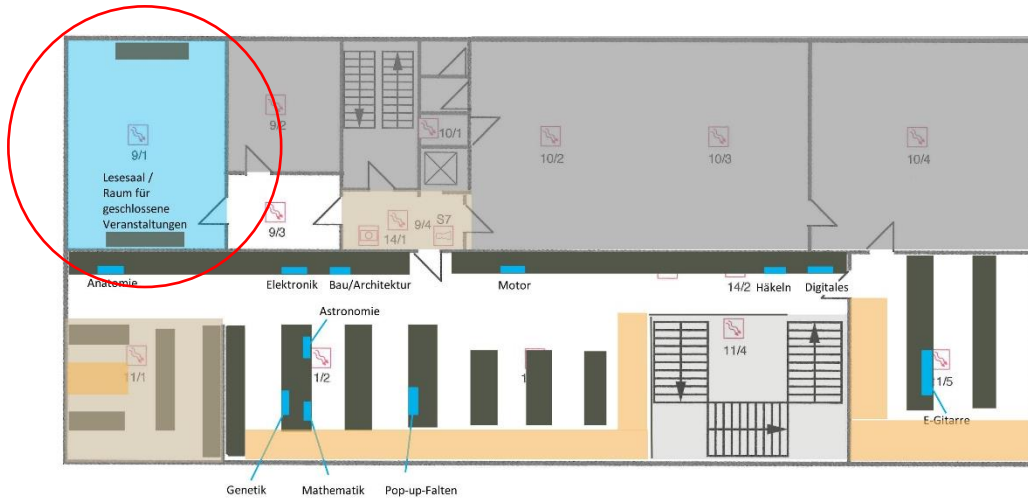 9/1
9/2
10/1
10/2
10/3
10/4
Lesesaal /
Raum für
geschlossene
Veranstaltungen
9/3
14/1
9/4
S7
Anatomie
Elektronik
Bau/Architektur
Motor
14/2
Häkeln
Digitales
Astronomie
11/1
1/2
11/4
11/5
E-Gitarre
Genetik
Mathematik
Pop-up-Falten